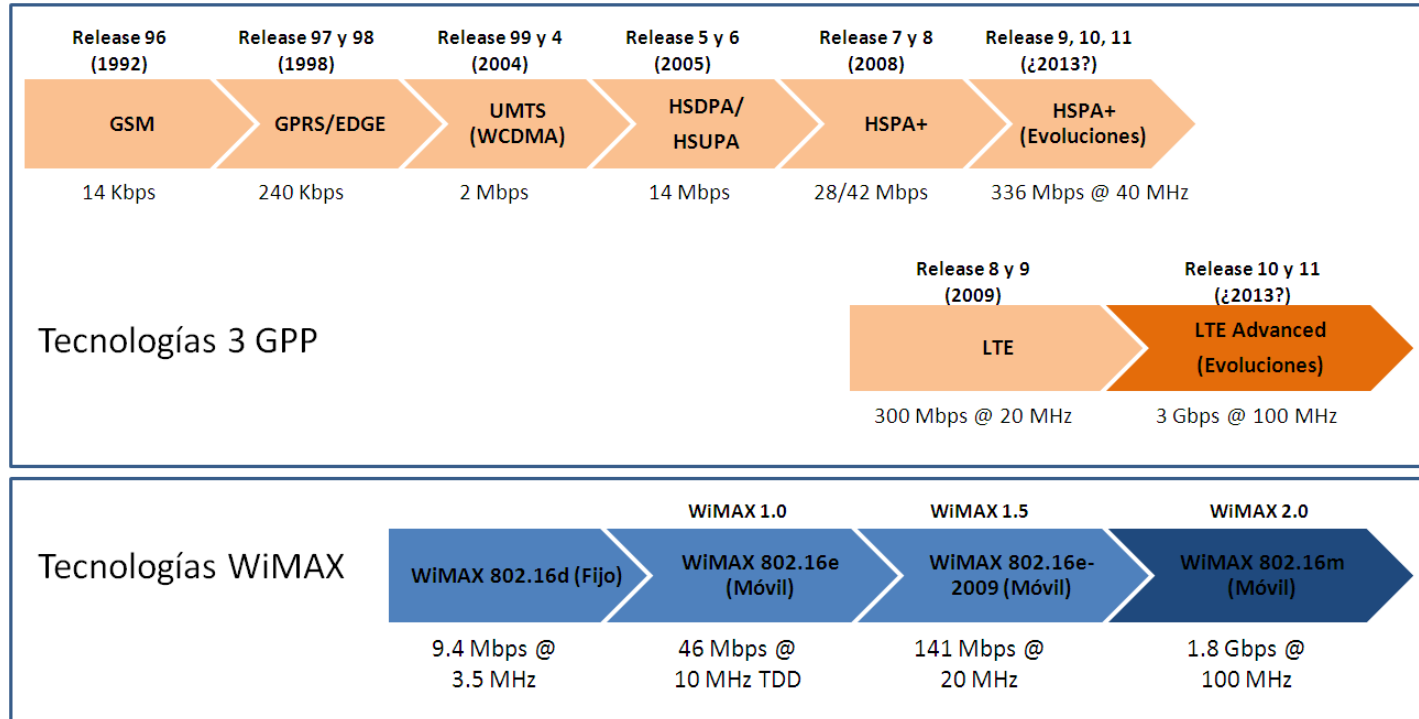 Release 96
(1992)
Release 97 y 98
(1998)
Release 99 y 4
(2004)
Release 5 y 6
(2005)
Release 7 y 8
(2008)
Release 9, 10, 11
(¿2013?)
GSM
GPRS/EDGE
UMTS
(WCDMA)
HSDPA/
HSUPA
HSPA+
HSPA+
(Evoluciones)
14 Kbps
240 Kbps
2 Mbps
14 Mbps
28/42 Mbps
336 Mbps @ 40 MHz
Release 8 y 9
(2009)
Release 10 y 11
(¿2013?)
Tecnologías 3 GPP
LTE
LTE Advanced
(Evoluciones)
300 Mbps @ 20 MHz
3 Gbps @ 100 MHz
WiMAX 1.0
WiMAX 1.5
WiMAX 2.0
Tecnologías WiMAX
WiMAX 802.16d (Fijo)
WiMAX 802.16e
(Móvil)
WiMAX 802.16e-
2009 (Móvil)
WiMAX 802.16m
(Móvil)
9.4 Mbps @
3.5 MHz
46 Mbps @
10 MHz TDD
141 Mbps @
20 MHz
1.8 Gbps @
100 MHz